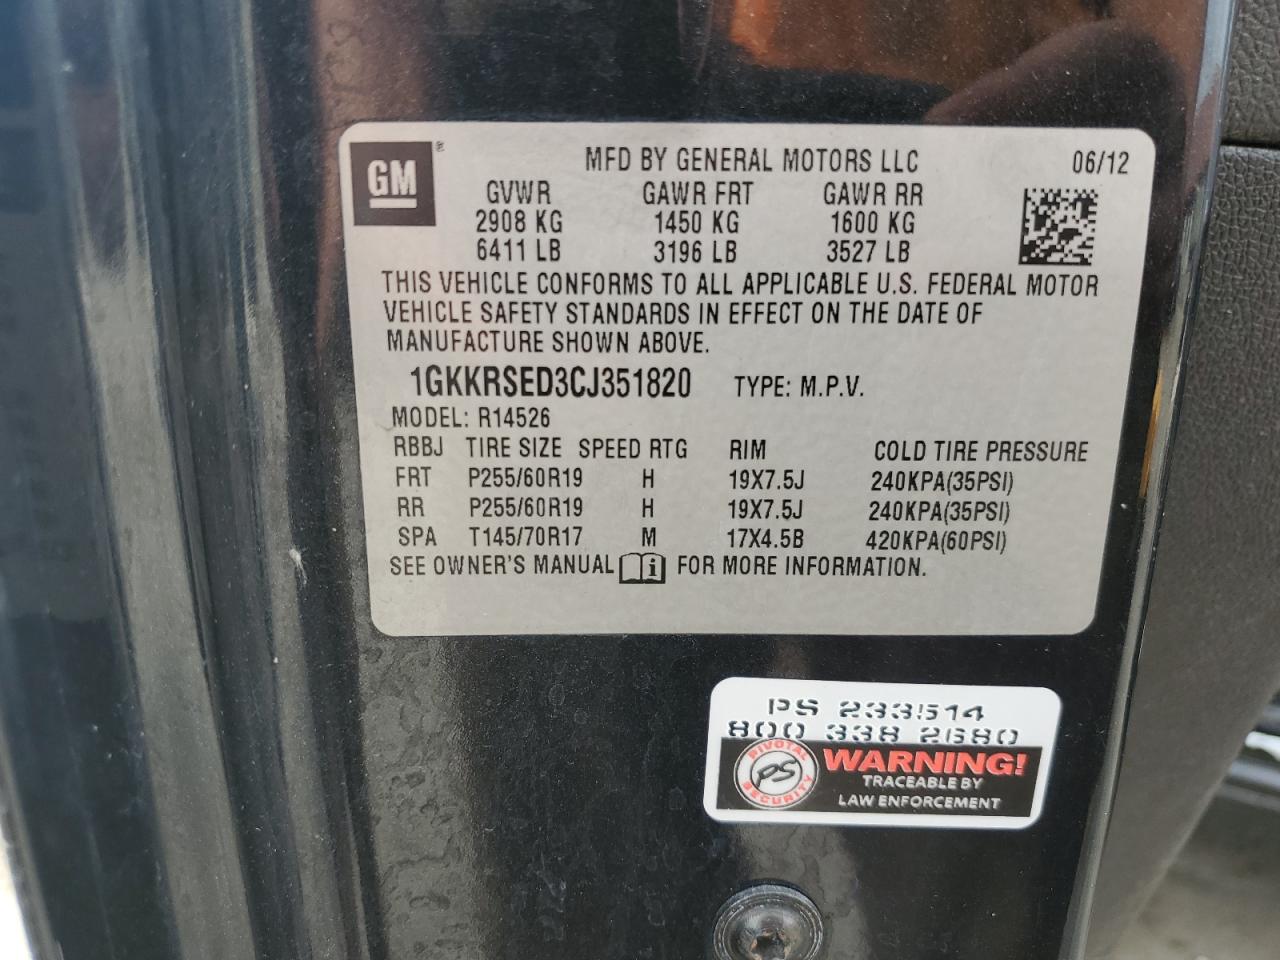 GM®
MFD BY GENERAL MOTORS LLC 06/12
GVWR GAWR FRT GAWR RR
2908 KG 1450 KG 1600 KG
6411 LB 3196 LB 3527 LB
THIS VEHICLE CONFORMS TO ALL APPLICABLE U.S. FEDERAL MOTOR
VEHICLE SAFETY STANDARDS IN EFFECT ON THE DATE OF
MANUFACTURE SHOWN ABOVE.
1GKKRSED3CJ351820 TYPE: M.P.V.
MODEL: R14526
RBBJ TIRE SIZE SPEED RTG RIM COLD TIRE PRESSURE
FRT P255/60R19 H 19X7.5J 240KPA(35PSI)
RR P255/60R19 H 19X7.5J 240KPA(35PSI)
SPA T145/70R17 M 17X4.5B 420KPA(60PSI)
SEE OWNER'S MANUAL i FOR MORE INFORMATION.
PS 233514
800 338 2680
PIVOTAL PS SECURITY
WARNING!
TRACEABLE BY
LAW ENFORCEMENT